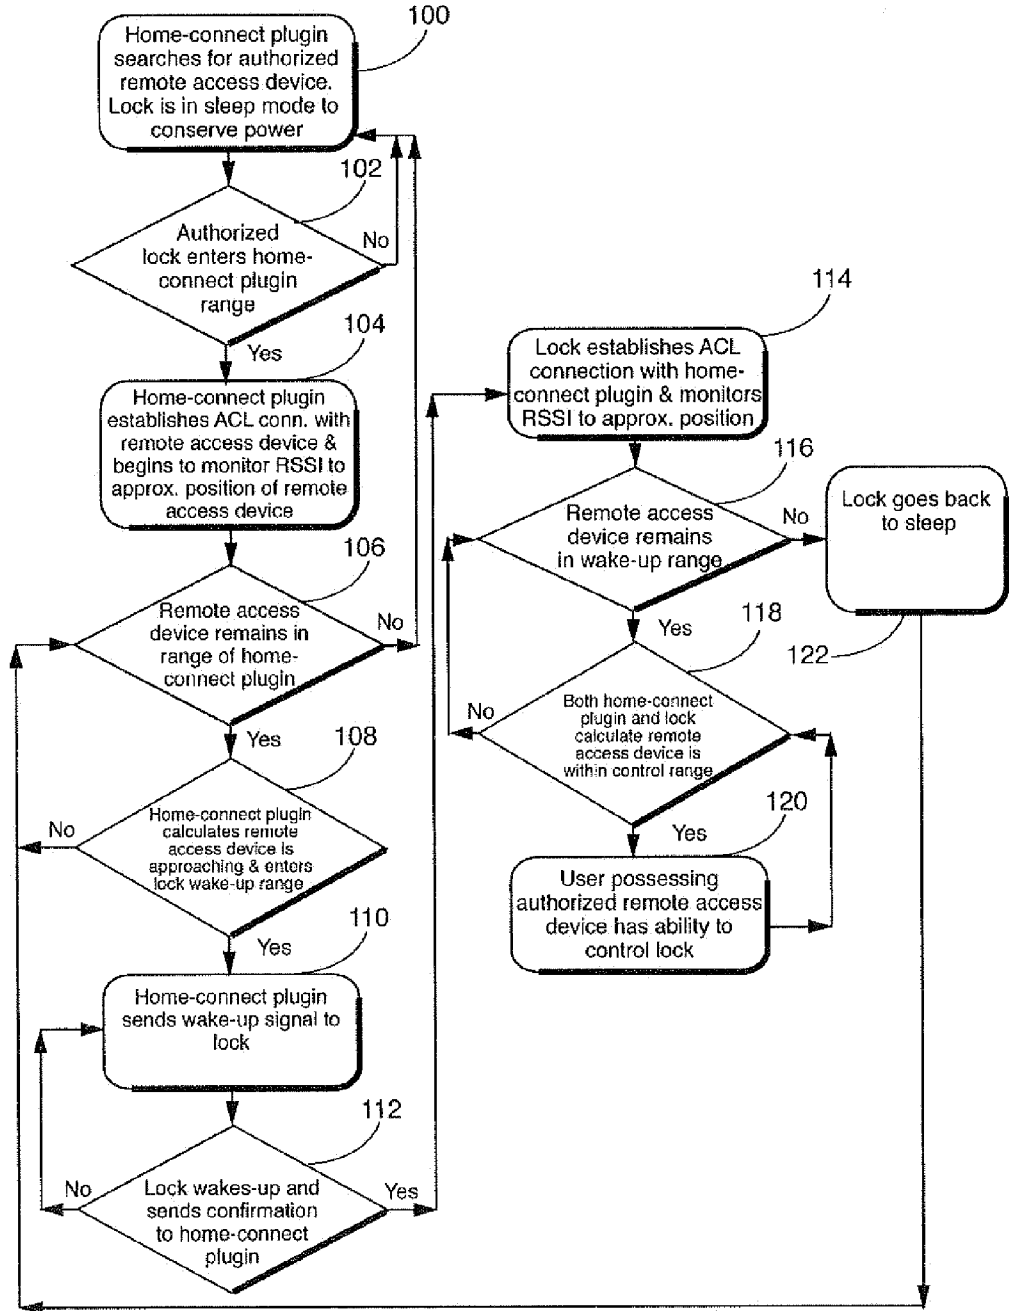 100
Home-connect plugin
searches for authorized
remote access device.
Lock is in sleep mode to
conserve power
102
Authorized
lock enters home-
connect plugin
range
No
Yes
104
Home-connect plugin
establishes ACL conn. with
remote access device &
begins to monitor RSSI to
approx. position of remote
access device
106
Remote access
device remains in
range of home-
connect plugin
No
Yes
108
Home-connect plugin
calculates remote
access device is
approaching & enters
lock wake-up range
No
Yes
110
Home-connect plugin
sends wake-up signal to
lock
112
Lock wakes-up and
sends confirmation
to home-connect
plugin
No
Yes
114
Lock establishes ACL
connection with home-
connect plugin & monitors
RSSI to approx. position
116
Remote access
device remains
in wake-up range
No
Yes
Lock goes back
to sleep
122
118
Both home-connect
plugin and lock
calculate remote
access device is
within control range
No
Yes
120
User possessing
authorized remote access
device has ability to
control lock